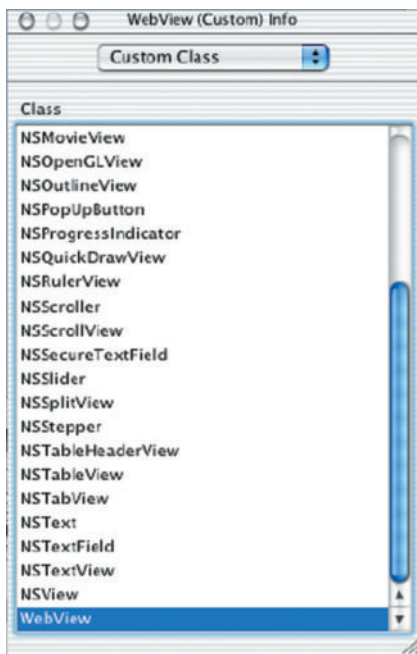 WebView (Custom) Info
Custom Class
Class
NSMovieView
NSOpenGLView
NSOutlineView
NSPopUpButton
NSProgressIndicator
NSQuickDrawView
NSRulerView
NSScroller
NSScrollView
NSSecureTextField
NSSlider
NSSplitView
NSStepper
NSTableHeaderView
NSTableView
NSTabView
NSText
NSTextField
NSTextView
NSView
WebView